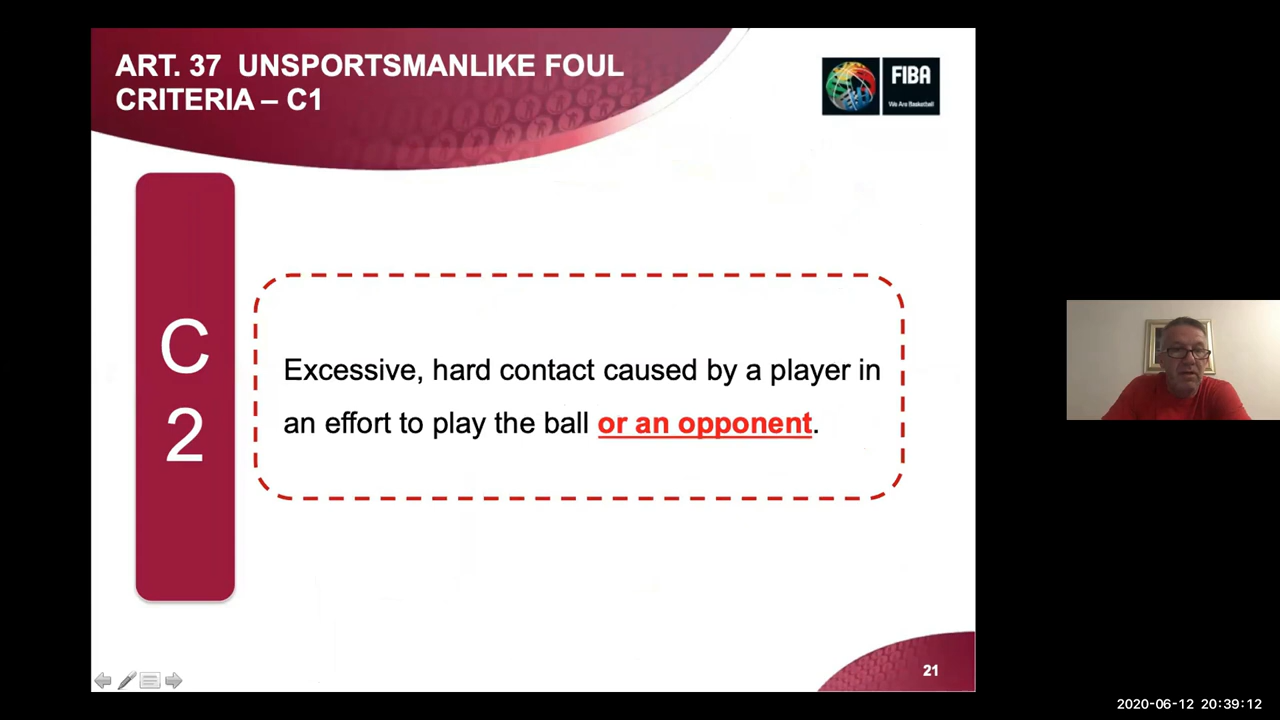 ART. 37 UNSPORTSMANLIKE FOUL
CRITERIA – C1
FIBA
We Are Basketball
C
2
Excessive, hard contact caused by a player in
an effort to play the ball or an opponent.
21
2020-06-12 20:39:12